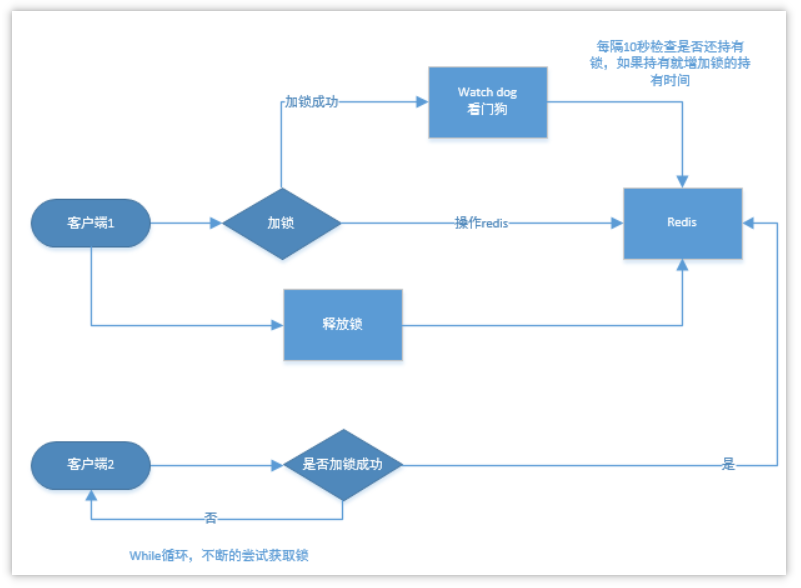 每隔10秒检查是否还持有
锁，如果持有就增加锁的持
有时间
Watch dog
看门狗
加锁成功
客户端1
加锁
操作redis
Redis
释放锁
客户端2
是否加锁成功
是
否
While循环，不断的尝试获取锁